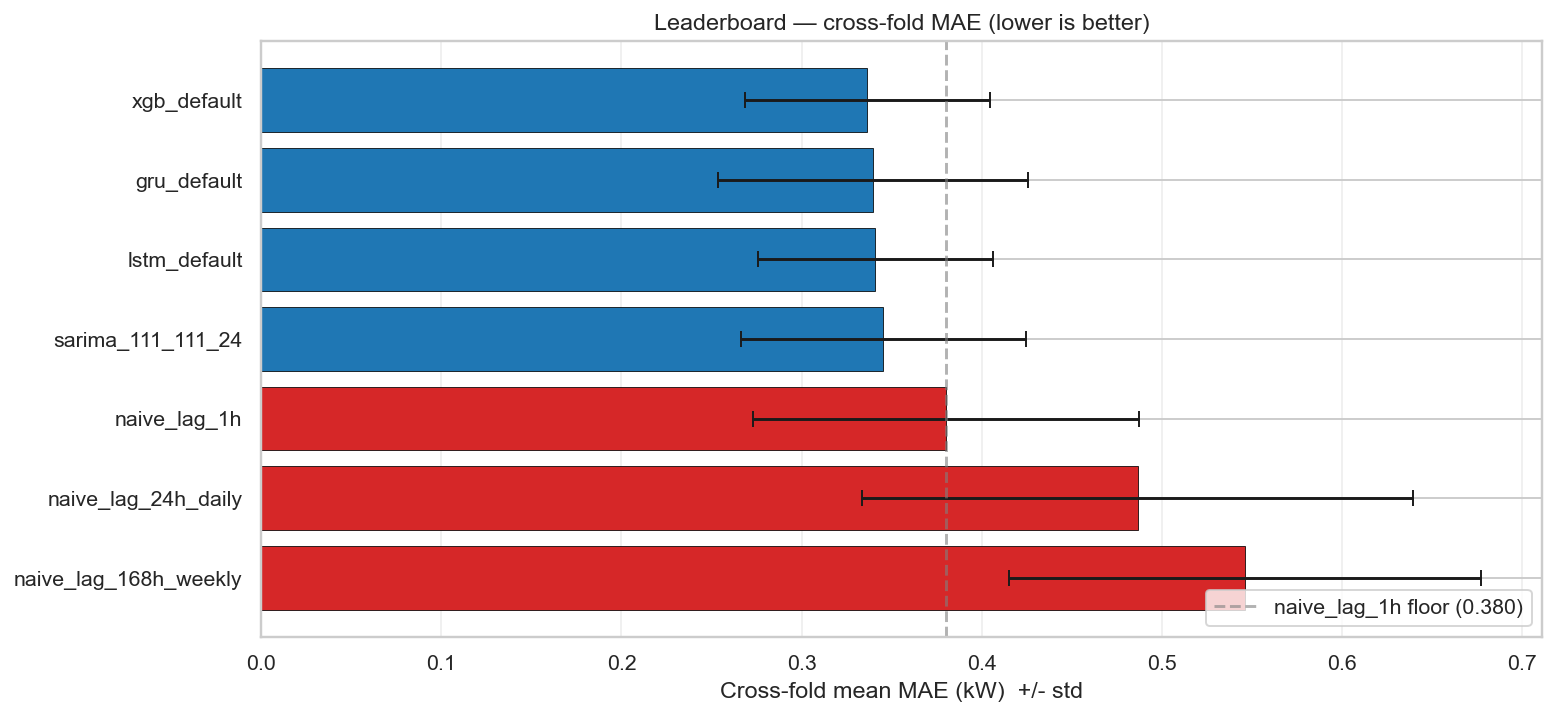 Leaderboard — cross-fold MAE (lower is better)
xgb_default
gru_default
lstm_default
sarima_111_111_24
naive_lag_1h
naive_lag_24h_daily
naive_lag_168h_weekly
naive_lag_1h floor (0.380)
0.0 0.1 0.2 0.3 0.4 0.5 0.6 0.7
Cross-fold mean MAE (kW) +/- std